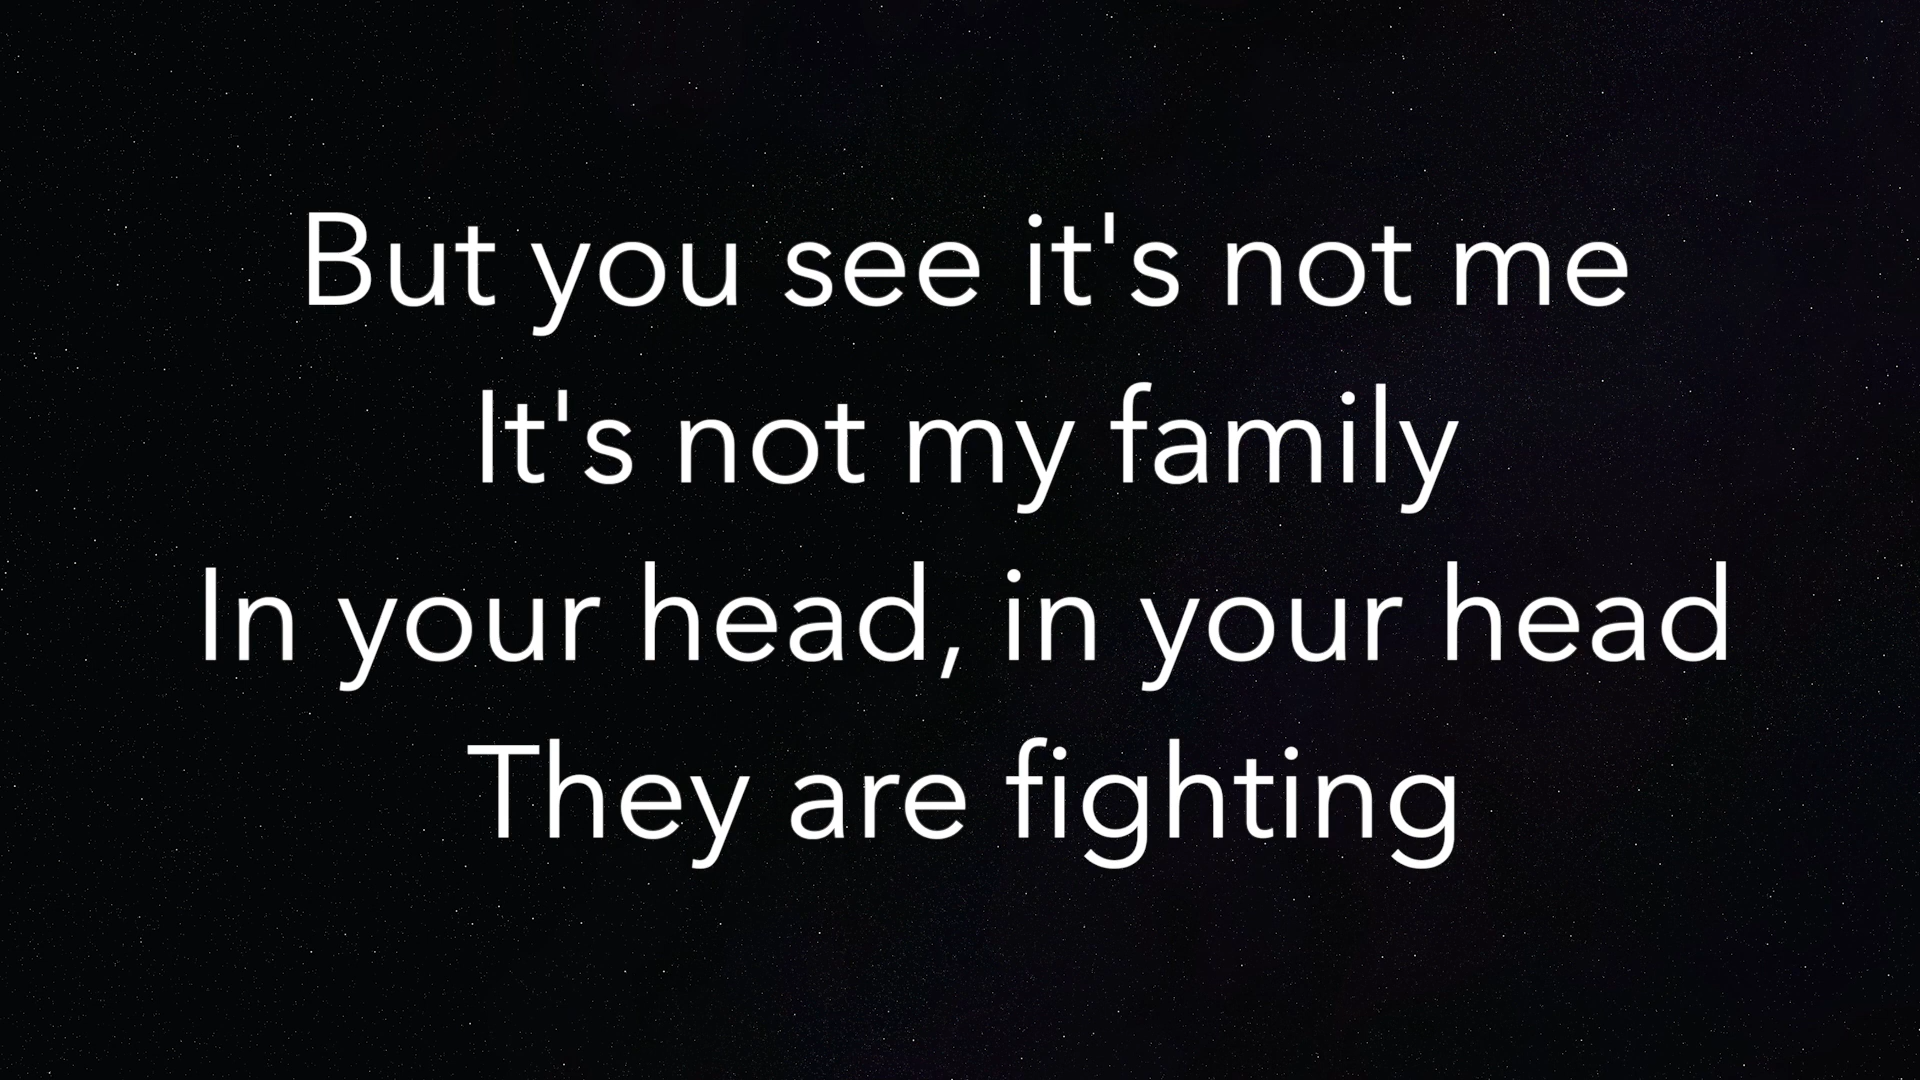 But you see it's not me
It's not my family
In your head, in your head
They are fighting